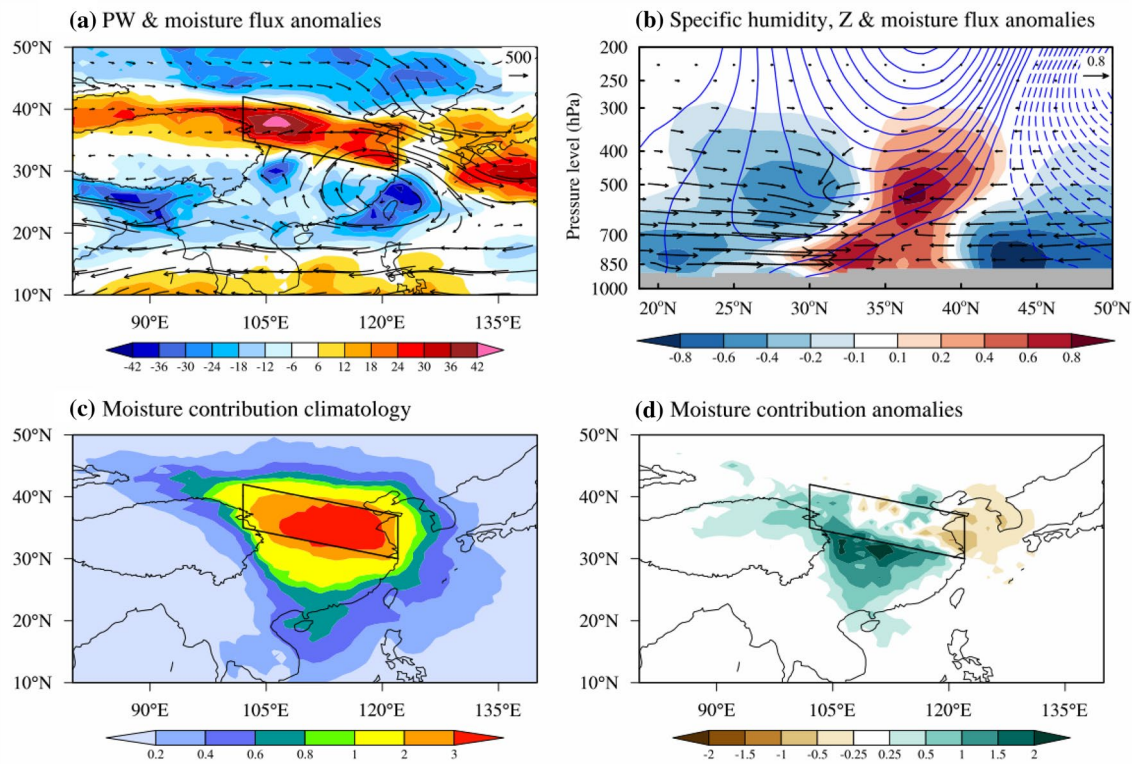 (a) PW & moisture flux anomalies
50°N
40°N
30°N
20°N
10°N
500
90°E 105°E 120°E 135°E
-42 -36 -30 -24 -18 -12 -6 6 12 18 24 30 36 42
(b) Specific humidity, Z & moisture flux anomalies
Pressure level (hPa)
200
250
300
400
500
700
850
1000
0.8
20°N 25°N 30°N 35°N 40°N 45°N 50°N
-0.8 -0.6 -0.4 -0.2 -0.1 0.1 0.2 0.4 0.6 0.8
(c) Moisture contribution climatology
50°N
40°N
30°N
20°N
10°N
90°E 105°E 120°E 135°E
0.2 0.4 0.6 0.8 1 2 3
(d) Moisture contribution anomalies
50°N
40°N
30°N
20°N
10°N
90°E 105°E 120°E 135°E
-2 -1.5 -1 -0.5 -0.25 0.25 0.5 1 1.5 2